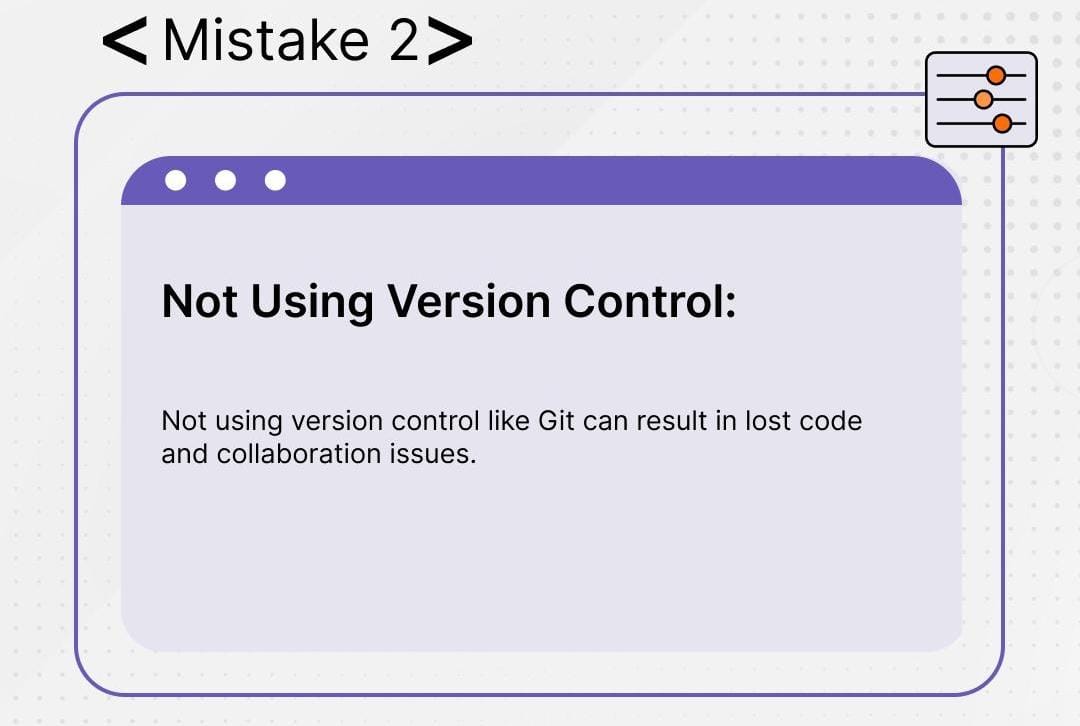 <Mistake 2>
Not Using Version Control:
Not using version control like Git can result in lost code
and collaboration issues.